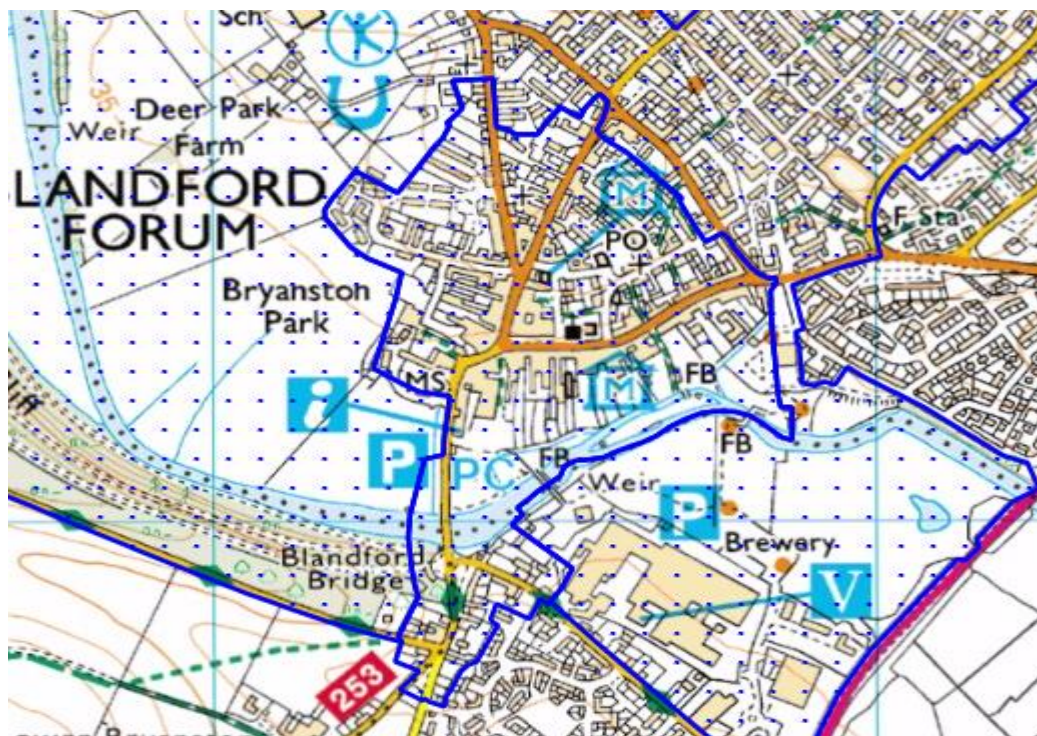 Sch
35
Deer Park
Farm
Weir
LANDFORD
FORUM
M
PO
F Sta
Bryanston
Park
MS
M
FB
i
P
PC
FB
FB
Weir
P
Brewery
Blandford
Bridge
V
253